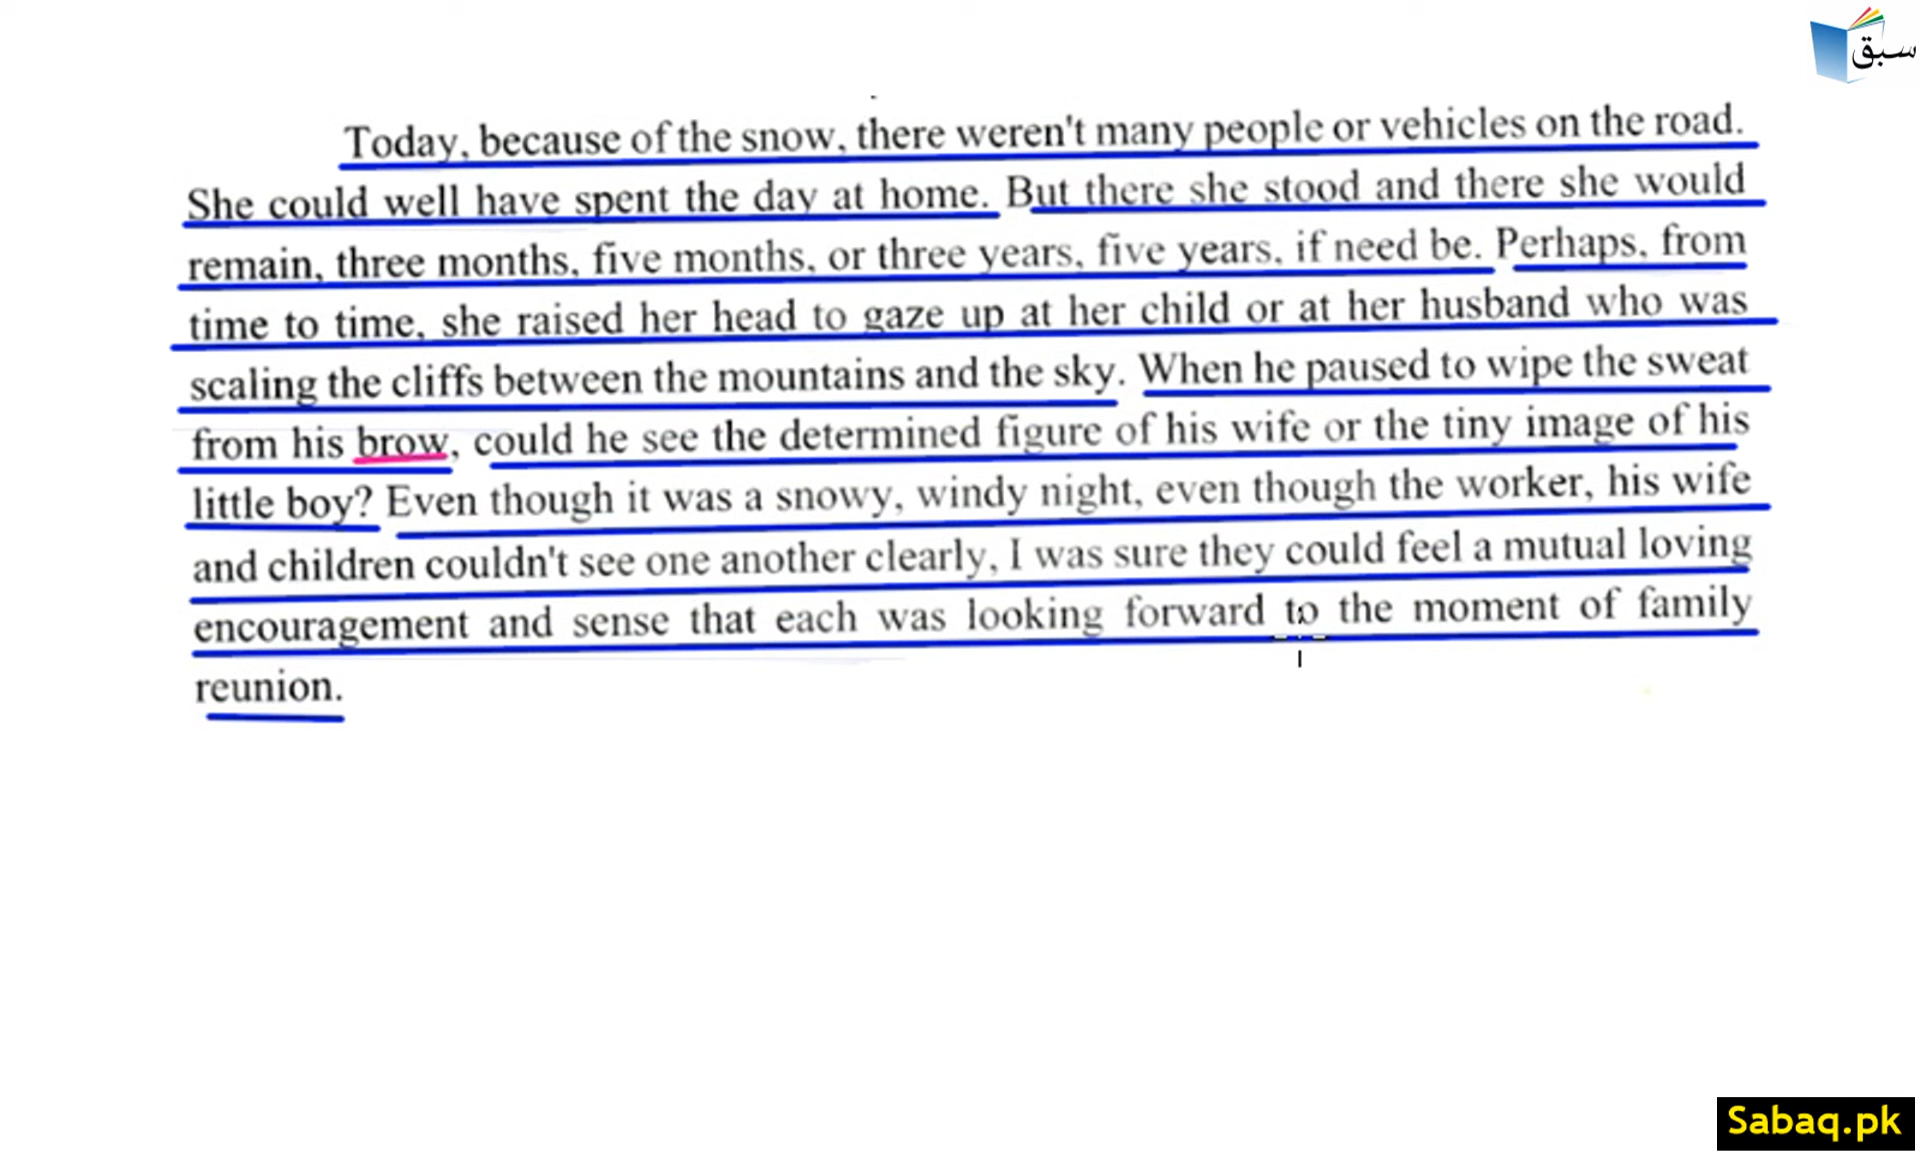 سبق
Today, because of the snow, there weren't many people or vehicles on the road.
She could well have spent the day at home. But there she stood and there she would
remain, three months, five months, or three years, five years, if need be. Perhaps, from
time to time, she raised her head to gaze up at her child or at her husband who was
scaling the cliffs between the mountains and the sky. When he paused to wipe the sweat
from his brow, could he see the determined figure of his wife or the tiny image of his
little boy? Even though it was a snowy, windy night, even though the worker, his wife
and children couldn't see one another clearly, I was sure they could feel a mutual loving
encouragement and sense that each was looking forward to the moment of family
reunion.
Sabaq.pk